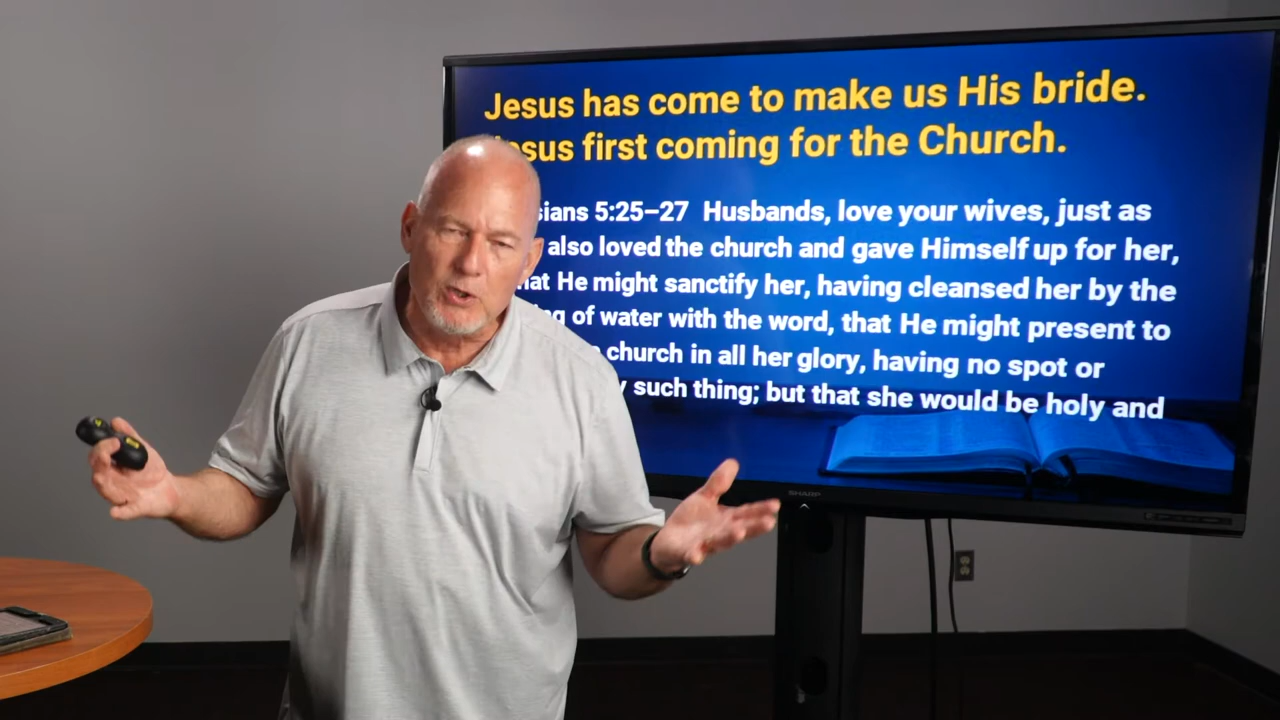 Jesus has come to make us His bride.
Jesus first coming for the Church.
5:25–27 Husbands, love your wives, just as
also loved the church and gave Himself up for her,
He might sanctify her, having cleansed her by the
of water with the word, that He might present to
church in all her glory, having no spot or
such thing; but that she would be holy and
SHARP